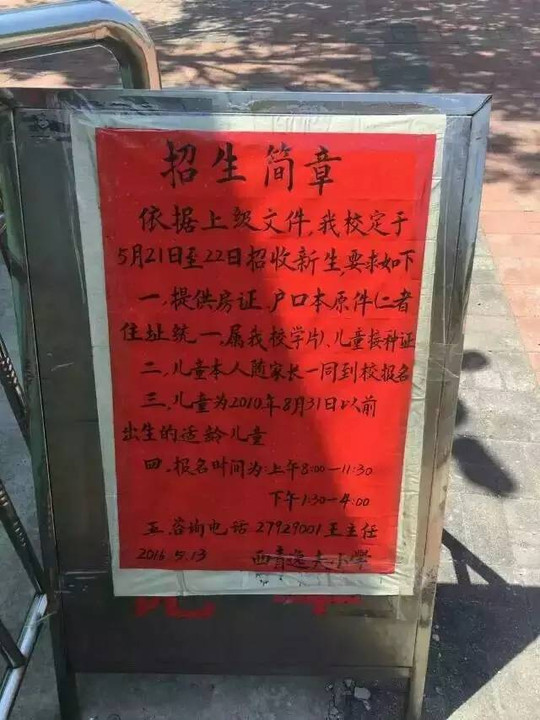 招生简章
依据上级文件，我校定于
5月21日至22日招收新生，要求如下
一、提供房证、户口本原件（二者
住址统一、属我校学片）、儿童接种证
二、儿童本人随家长一同到校报名
三、儿童为2010年8月31日以前
出生的适龄儿童
四、报名时间为：上午8:00—11:30
下午1:30—4:00
五、咨询电话 27929001 王主任
2016.5.13 西青逸夫小学